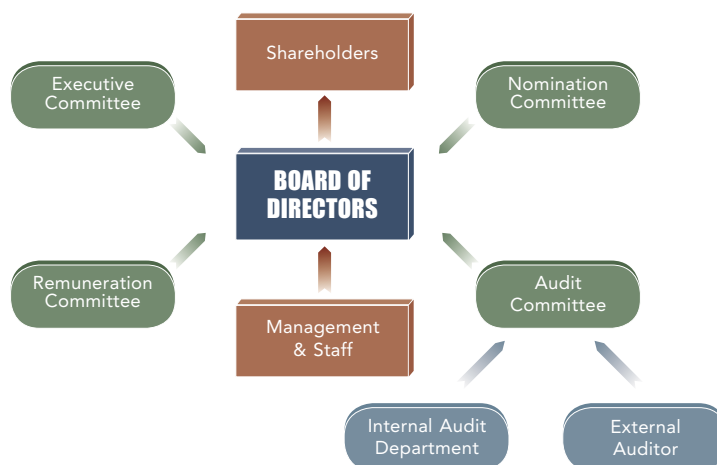 Shareholders
Executive
Committee
Nomination
Committee
BOARD OF
DIRECTORS
Remuneration
Committee
Audit
Committee
Management
& Staff
Internal Audit
Department
External
Auditor